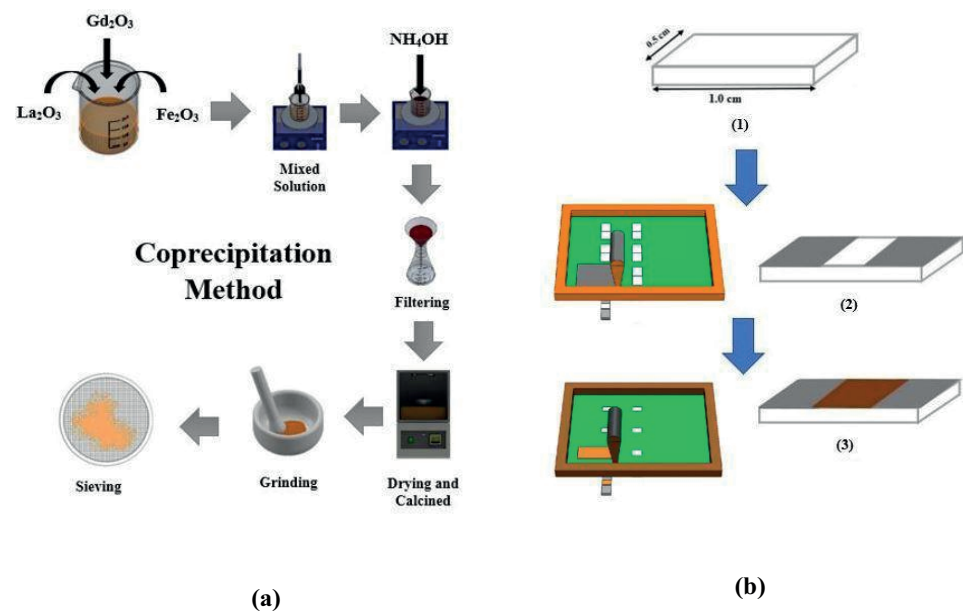 Gd₂O₃
La₂O₃
Fe₂O₃
NH₄OH
Mixed
Solution
Coprecipitation
Method
Filtering
Sieving
Grinding
Drying and
Calcined
(a)
0.5 cm
1.0 cm
(1)
(2)
(3)
(b)